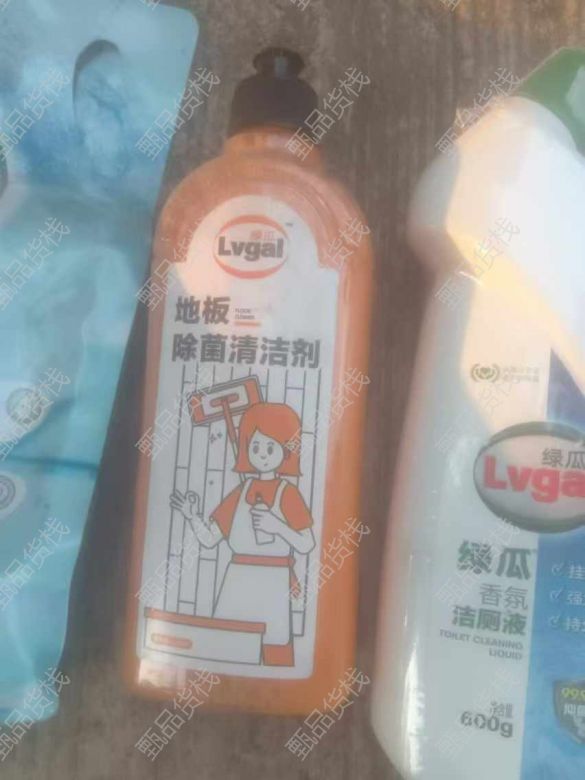 绿瓜
Lvgal
地板
FLOOR
CLEANER
除菌清洁剂
绿瓜
Lvgal
绿瓜
香氛
洁厕液
TOILET CLEANING
LIQUID
净含量
600g
甄品货栈